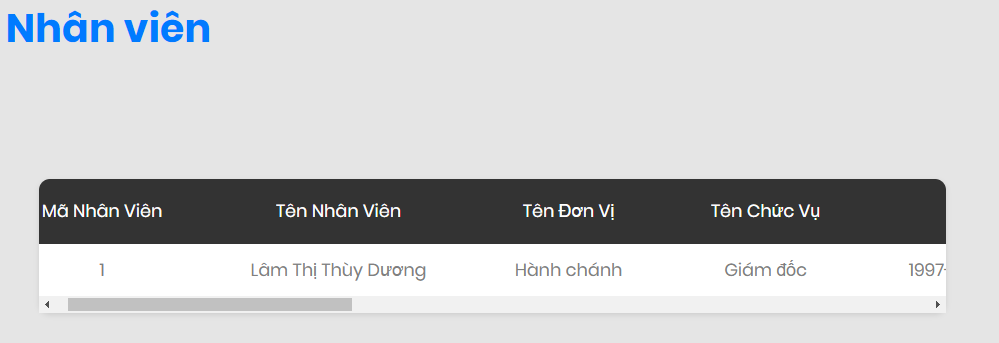 Nhân viên
Mã Nhân Viên Tên Nhân Viên Tên Đơn Vị Tên Chức Vụ
1 Lâm Thị Thùy Dương Hành chánh Giám đốc 1997-